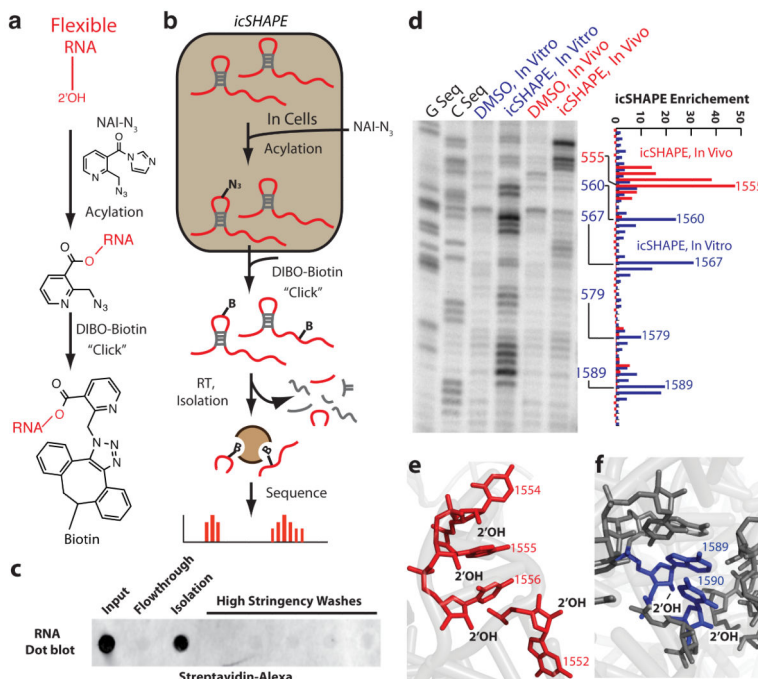 a
Flexible
RNA
2'OH
NAI-N3
N3
Acylation
RNA
O
O
N
N3
DIBO-Biotin
"Click"
O
RNA
O
N
N
N
N
Biotin
b
icSHAPE
In Cells
NAI-N3
Acylation
N3
DIBO-Biotin
"Click"
B
B
RT,
Isolation
B
B
Sequence
c
Input
Flowthrough
Isolation
High Stringency Washes
RNA
Dot blot
Streptavidin-Alexa
d
G Seq
C Seq
DMSO, In Vitro
icSHAPE, In Vitro
DMSO, In Vivo
icSHAPE, In Vivo
icSHAPE Enrichement
0 10 20 30 40 50
icSHAPE, In Vivo
555
1555
560
1560
567
icSHAPE, In Vitro
1567
579
1579
1589
1589
e
1554
2'OH
1555
2'OH
1556
2'OH
2'OH
1552
f
1589
1590
2'OH
2'OH